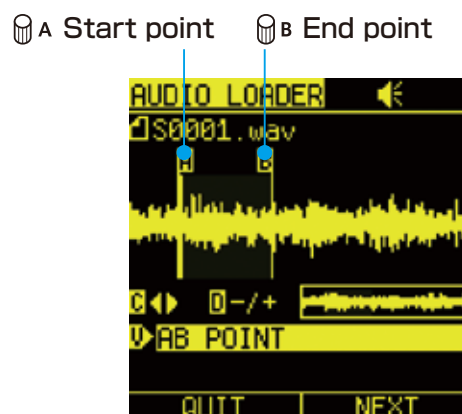 A Start point B End point
AUDIO LOADER
S0001.wav
A B
C D-/+
V AB POINT
QUIT NEXT